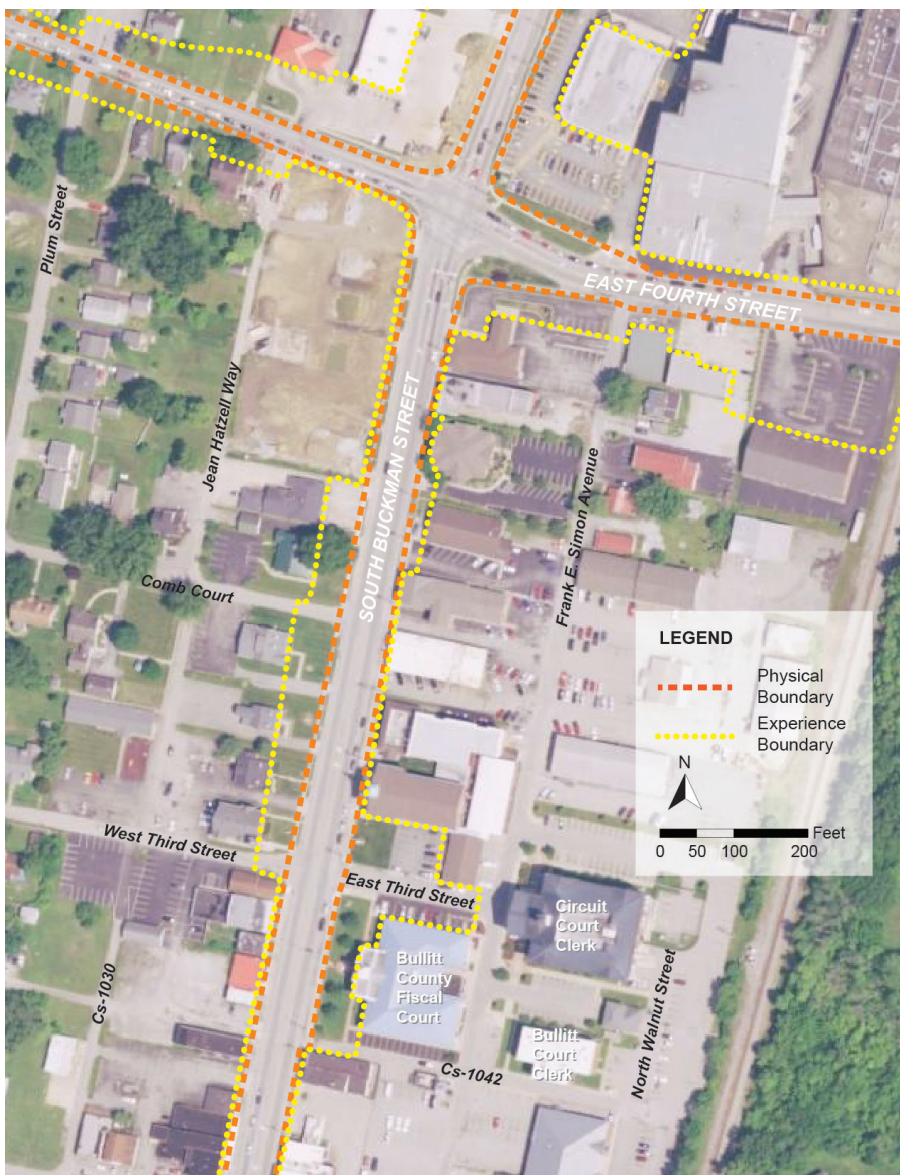 Plum Street
EAST FOURTH STREET
Jean Hatzell Way
SOUTH BUCKMAN STREET
Frank E. Simon Avenue
Comb Court
LEGEND
Physical
Boundary
Experience
Boundary
N
Feet
0 50 100 200
West Third Street
East Third Street
Circuit
Court
Clerk
Bullitt
County
Fiscal
Court
Cs-1030
North Walnut Street
Bullitt
Court
Clerk
Cs-1042